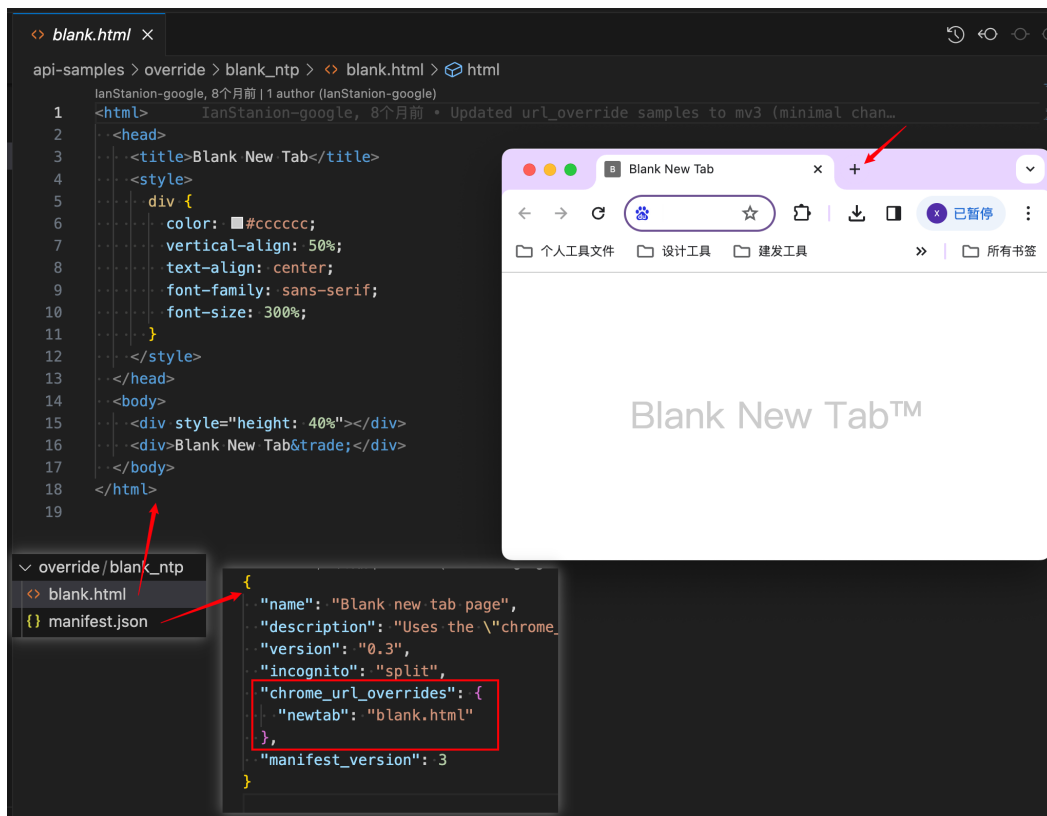 blank.html
api-samples > override > blank_ntp > blank.html > html
IanStanion-google, 8个月前 | 1 author (IanStanion-google)
1 <html> IanStanion-google, 8个月前 • Updated url_override samples to mv3 (minimal chan…
2 <head>
3 <title>Blank New Tab</title>
4 <style>
5 div {
6 color: #cccccc;
7 vertical-align: 50%;
8 text-align: center;
9 font-family: sans-serif;
10 font-size: 300%;
11 }
12 </style>
13 </head>
14 <body>
15 <div style="height: 40%"></div>
16 <div>Blank New Tab&trade;</div>
17 </body>
18 </html>
19
B Blank New Tab
X 已暂停
个人工具文件 设计工具 建发工具 » 所有书签
Blank New Tab™
override/blank_ntp
blank.html
{} manifest.json
{
"name": "Blank new tab page",
"description": "Uses the \"chrome_
"version": "0.3",
"incognito": "split",
"chrome_url_overrides": {
"newtab": "blank.html"
},
"manifest_version": 3
}